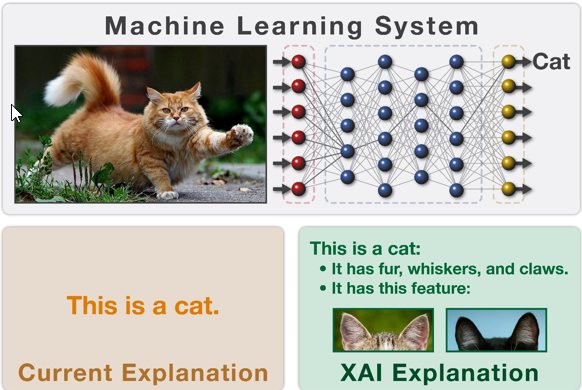 Machine Learning System
Cat
This is a cat.
Current Explanation
This is a cat:
• It has fur, whiskers, and claws.
• It has this feature:
XAI Explanation